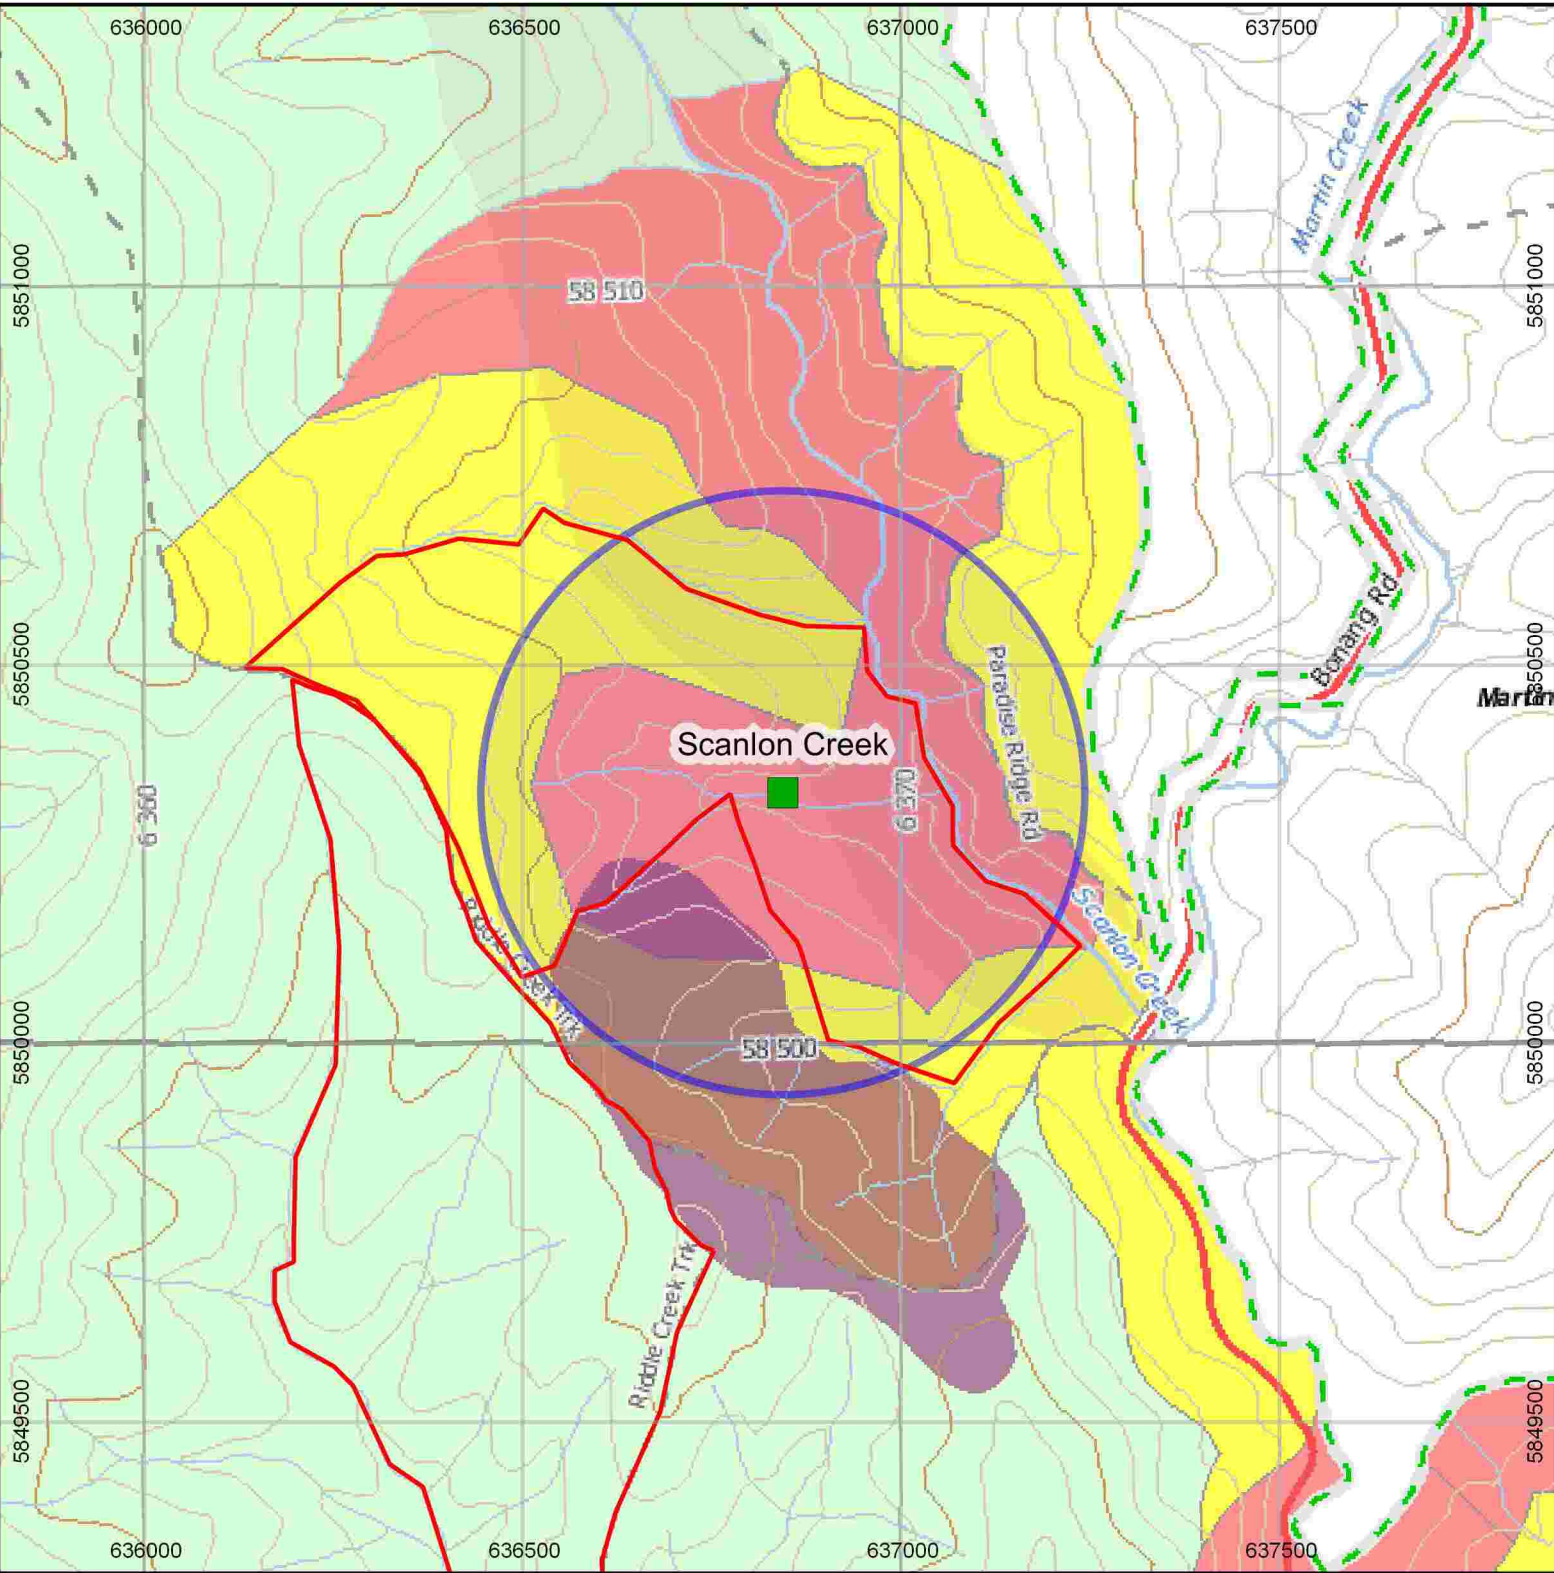 636000
636500
637000
637500
Martin Creek
5851000
58 510
5851000
Bonang Rd
5850500
Paradise Ridge Rd
5850500
Martin
Scanlon Creek
6 360
6 370
Scanlon Creek
Riddle Creek Trk
5850000
58 500
5850000
Riddle Creek Trk
5849500
5849500
636000
636500
637000
637500